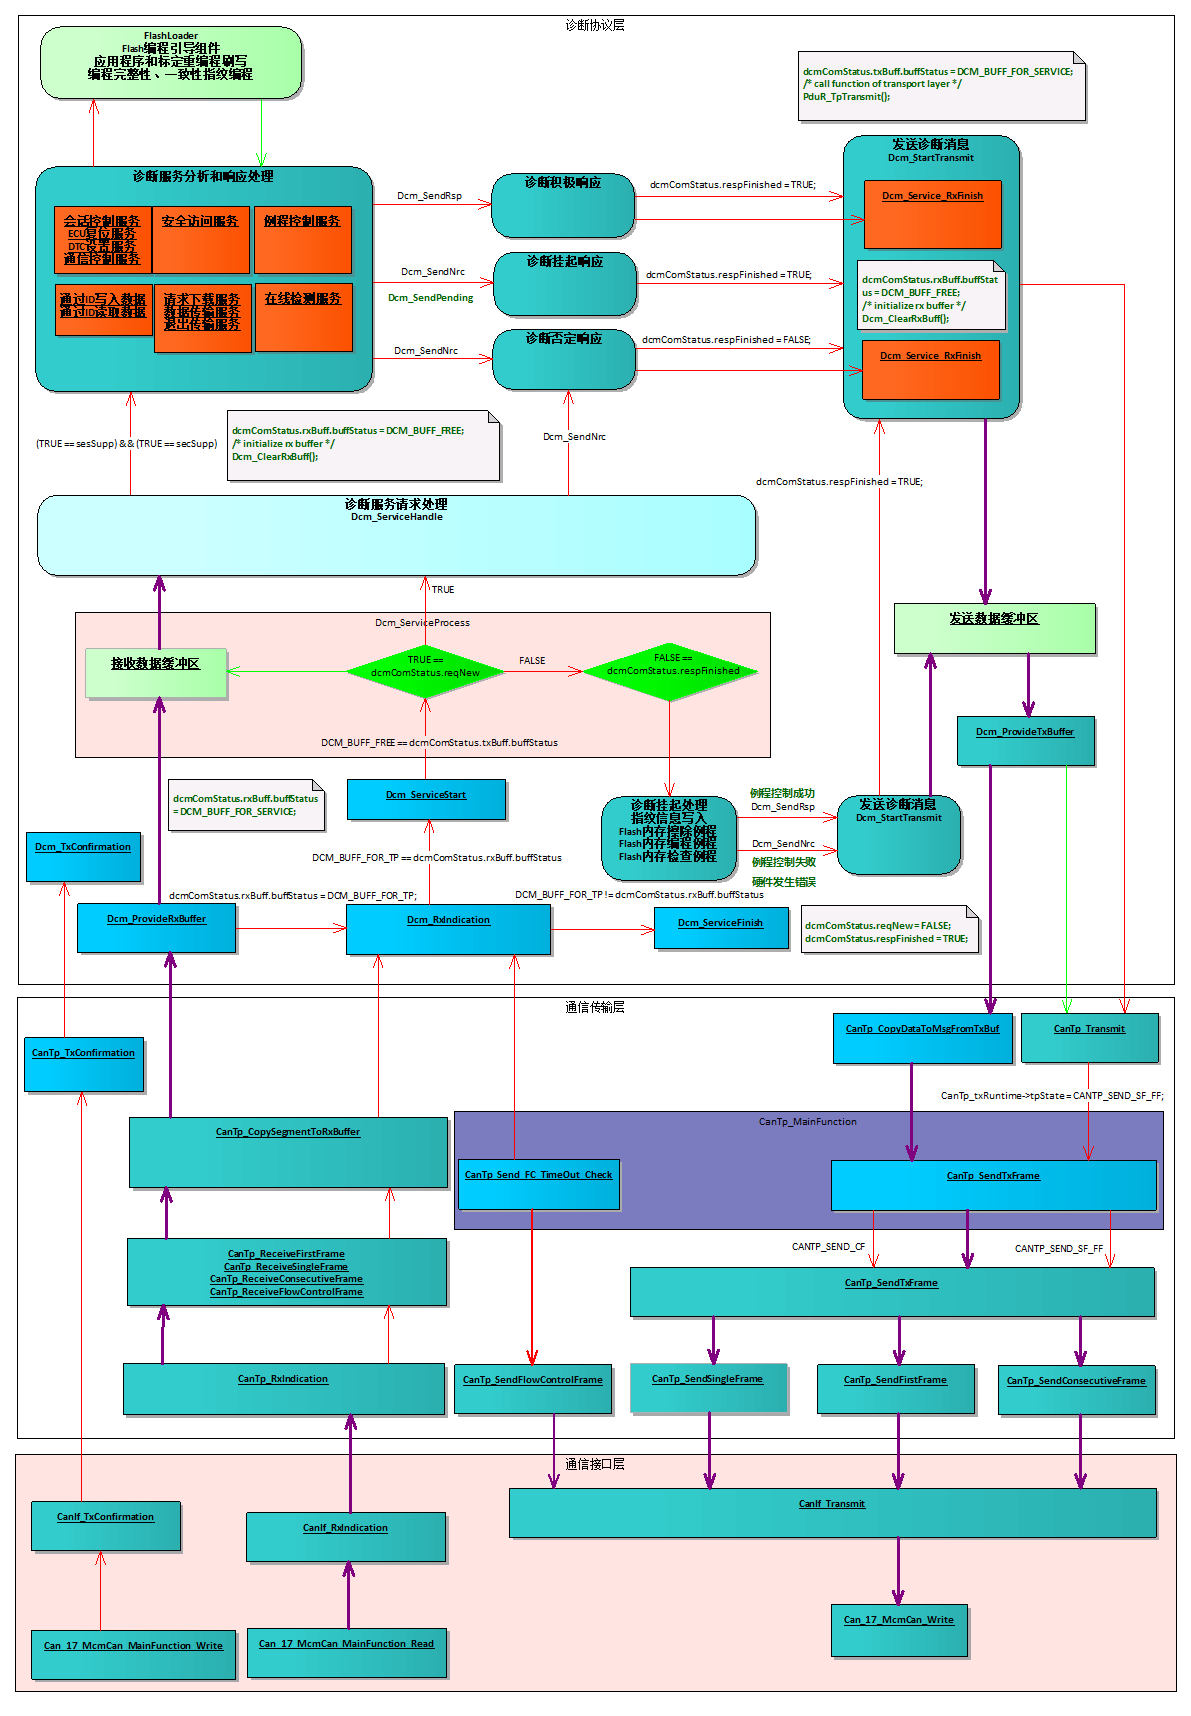 诊断协议层
FlashLoader
Flash编程引导组件
应用程序和标定重编程刷写
编程完整性、一致性指纹编程
dcmComStatus.txBuff.buffStatus = DCM_BUFF_FOR_SERVICE;
/* call function of transport layer */
PduR_TpTransmit();
诊断服务分析和响应处理
会话控制服务
ECU复位服务
DTC设置服务
通信控制服务
安全访问服务
例程控制服务
通过ID写入数据
通过ID读取数据
请求下载服务
数据传输服务
退出传输服务
在线检测服务
Dcm_SendRsp
Dcm_SendNrc
Dcm_SendPending
Dcm_SendNrc
诊断积极响应
诊断挂起响应
诊断否定响应
dcmComStatus.respFinished = TRUE;
dcmComStatus.respFinished = TRUE;
dcmComStatus.respFinished = FALSE;
发送诊断消息
Dcm_StartTransmit
Dcm_Service_RxFinish
dcmComStatus.rxBuff.buffStat
us = DCM_BUFF_FREE;
/* initialize rx buffer */
Dcm_ClearRxBuff();
Dcm_Service_RxFinish
(TRUE == sesSupp) && (TRUE == secSupp)
dcmComStatus.rxBuff.buffStatus = DCM_BUFF_FREE;
/* initialize rx buffer */
Dcm_ClearRxBuff();
Dcm_SendNrc
dcmComStatus.respFinished = TRUE;
诊断服务请求处理
Dcm_ServiceHandle
TRUE
Dcm_ServiceProcess
接收数据缓冲区
TRUE ==
dcmComStatus.reqNew
FALSE
FALSE ==
dcmComStatus.respFinished
发送数据缓冲区
Dcm_ProvideTxBuffer
DCM_BUFF_FREE == dcmComStatus.txBuff.buffStatus
dcmComStatus.rxBuff.buffStatus
= DCM_BUFF_FOR_SERVICE;
Dcm_ServiceStart
诊断挂起处理
指纹信息写入
Flash内存擦除例程
Flash内存编程例程
Flash内存检查例程
例程控制成功
Dcm_SendRsp
Dcm_SendNrc
例程控制失败
硬件发生错误
发送诊断消息
Dcm_StartTransmit
Dcm_TxConfirmation
DCM_BUFF_FOR_TP == dcmComStatus.rxBuff.buffStatus
dcmComStatus.rxBuff.buffStatus = DCM_BUFF_FOR_TP;
DCM_BUFF_FOR_TP != dcmComStatus.rxBuff.buffStatus
Dcm_ProvideRxBuffer
Dcm_RxIndication
Dcm_ServiceFinish
dcmComStatus.reqNew = FALSE;
dcmComStatus.respFinished = TRUE;
通信传输层
CanTp_TxConfirmation
CanTp_CopyDataToMsgFromTxBuf
CanTp_Transmit
CanTp_txRuntime->tpState = CANTP_SEND_SF_FF;
CanTp_CopySegmentToRxBuffer
CanTp_MainFunction
CanTp_Send_FC_TimeOut_Check
CanTp_SendTxFrame
CANTP_SEND_CF
CANTP_SEND_SF_FF
CanTp_ReceiveFirstFrame
CanTp_ReceiveSingleFrame
CanTp_ReceiveConsecutiveFrame
CanTp_ReceiveFlowControlFrame
CanTp_SendTxFrame
CanTp_RxIndication
CanTp_SendFlowControlFrame
CanTp_SendSingleFrame
CanTp_SendFirstFrame
CanTp_SendConsecutiveFrame
通信接口层
CanIf_TxConfirmation
CanIf_RxIndication
CanIf_Transmit
Can_17_McmCan_MainFunction_Write
Can_17_McmCan_MainFunction_Read
Can_17_McmCan_Write